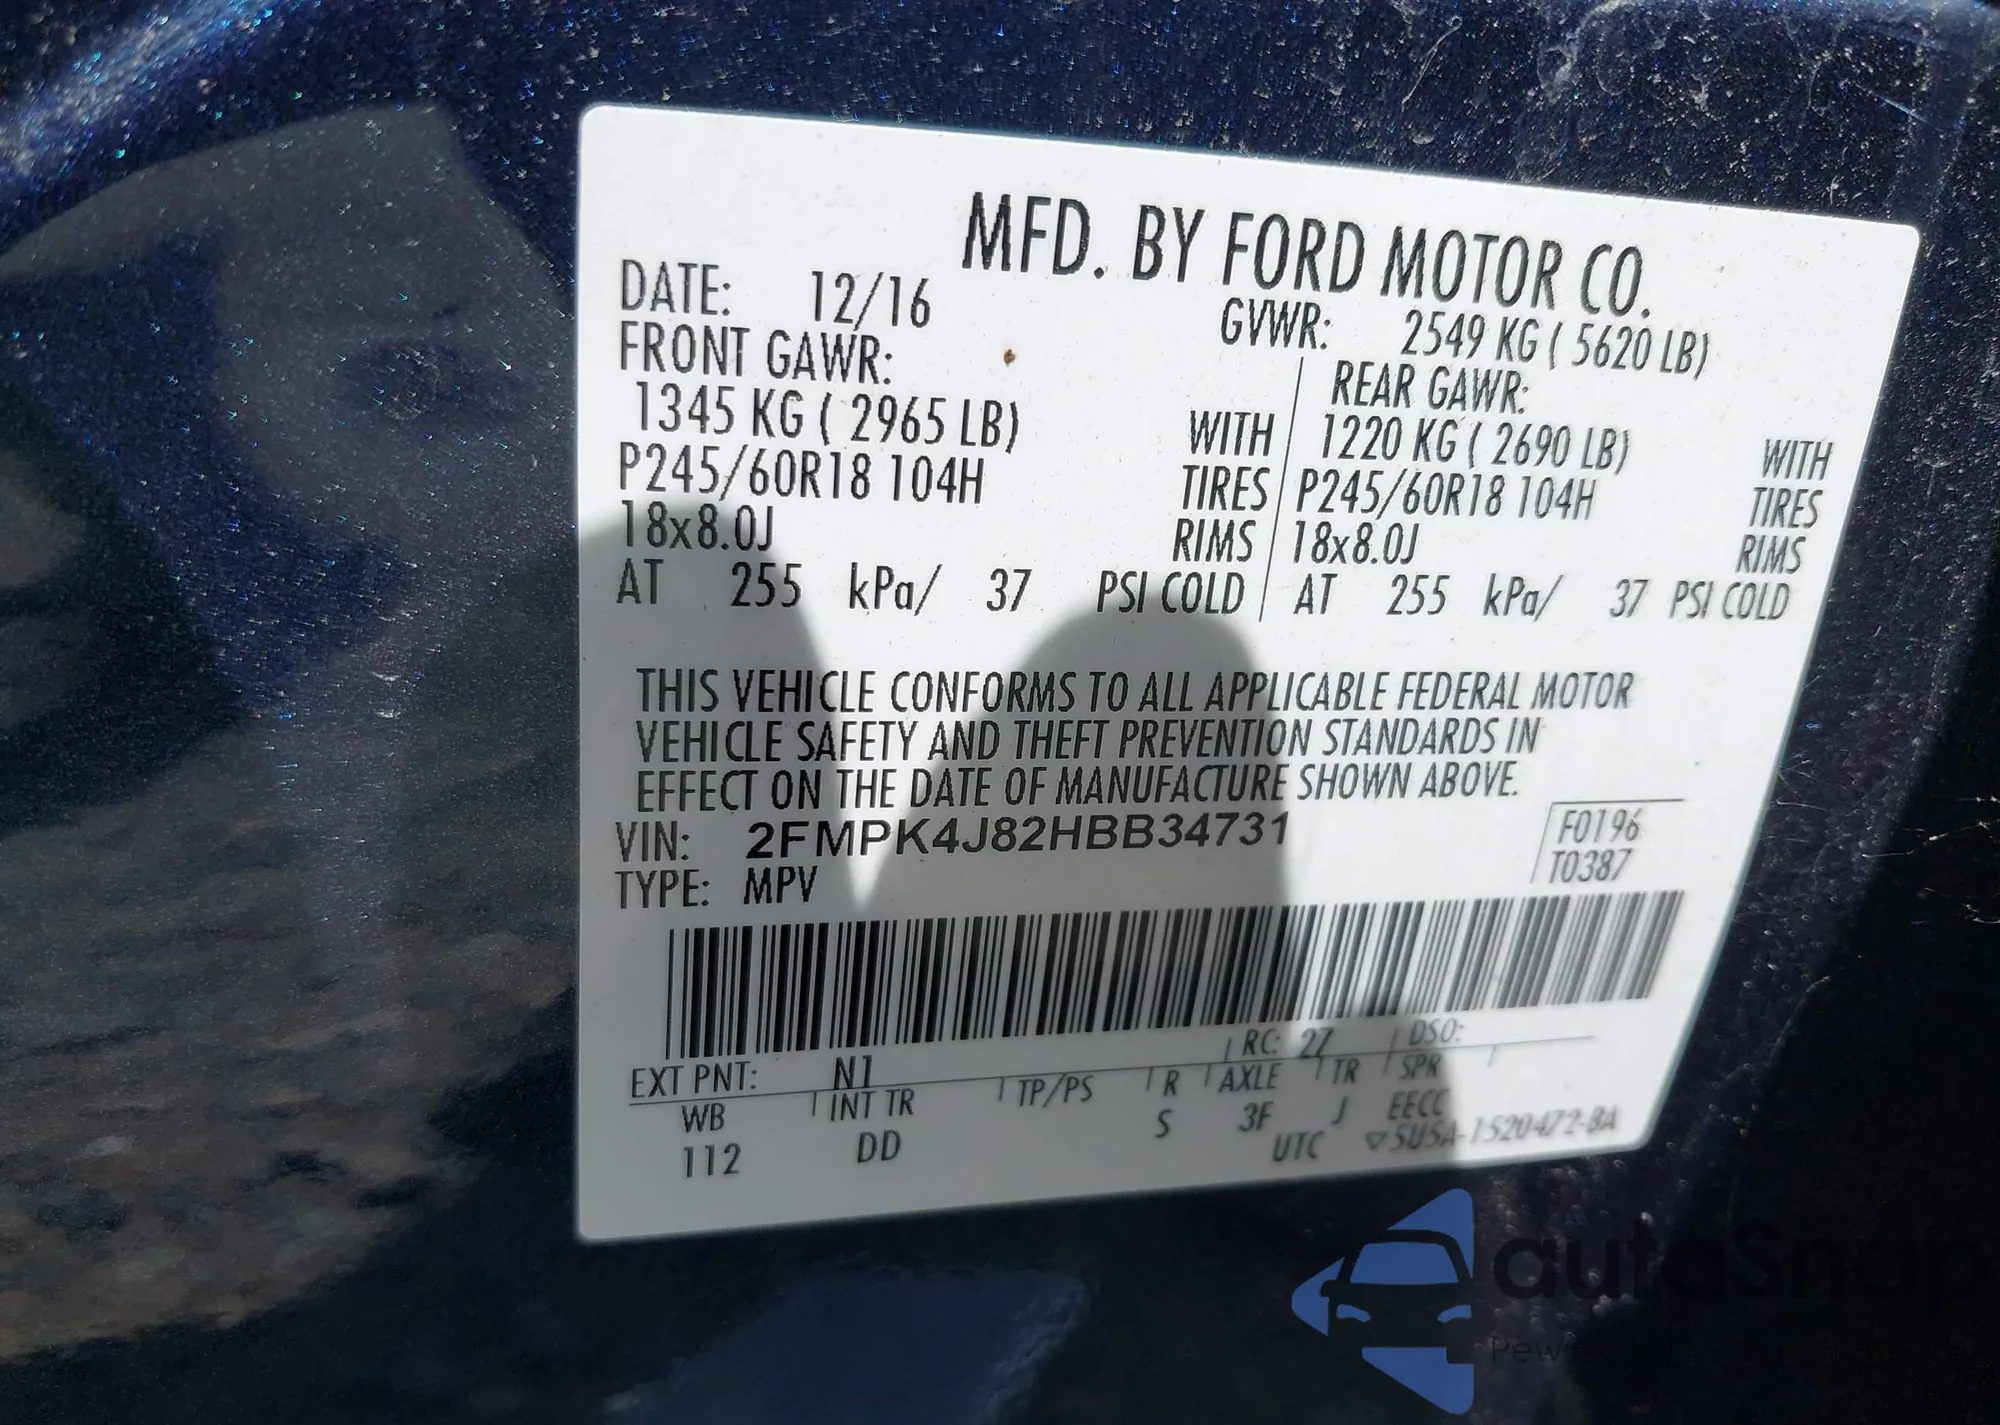 MFD. BY FORD MOTOR CO.
DATE: 12/16 GVWR: 2549 KG ( 5620 LB)
FRONT GAWR: REAR GAWR:
1345 KG ( 2965 LB) WITH 1220 KG ( 2690 LB) WITH
P245/60R18 104H TIRES P245/60R18 104H TIRES
18x8.0J RIMS 18x8.0J RIMS
AT 255 kPa/ 37 PSI COLD AT 255 kPa/ 37 PSI COLD
THIS VEHICLE CONFORMS TO ALL APPLICABLE FEDERAL MOTOR
VEHICLE SAFETY AND THEFT PREVENTION STANDARDS IN
EFFECT ON THE DATE OF MANUFACTURE SHOWN ABOVE.
VIN: 2FMPK4J82HBB34731 F0196
TYPE: MPV T0387
EXT PNT: N1 RC: 27 DSO:
WB INT TR TP/PS R AXLE TR SPR
112 DD S 3F J EECC
UTC ▽5U5A-1520472-BA
autasnap